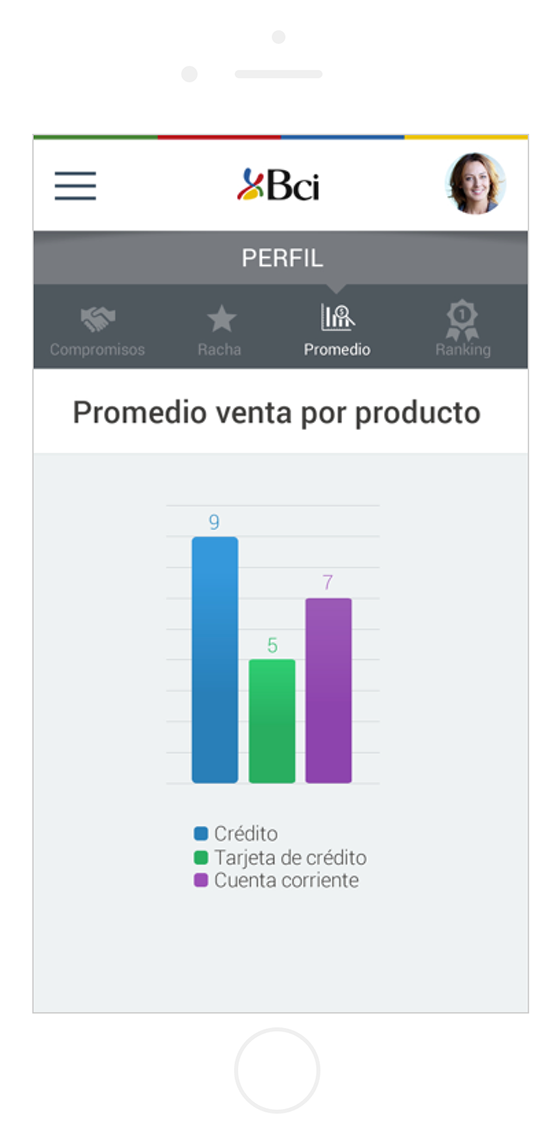 Bci
PERFIL
1
Compromisos Racha Promedio Ranking
Promedio venta por producto
9
7
5
Crédito
Tarjeta de crédito
Cuenta corriente